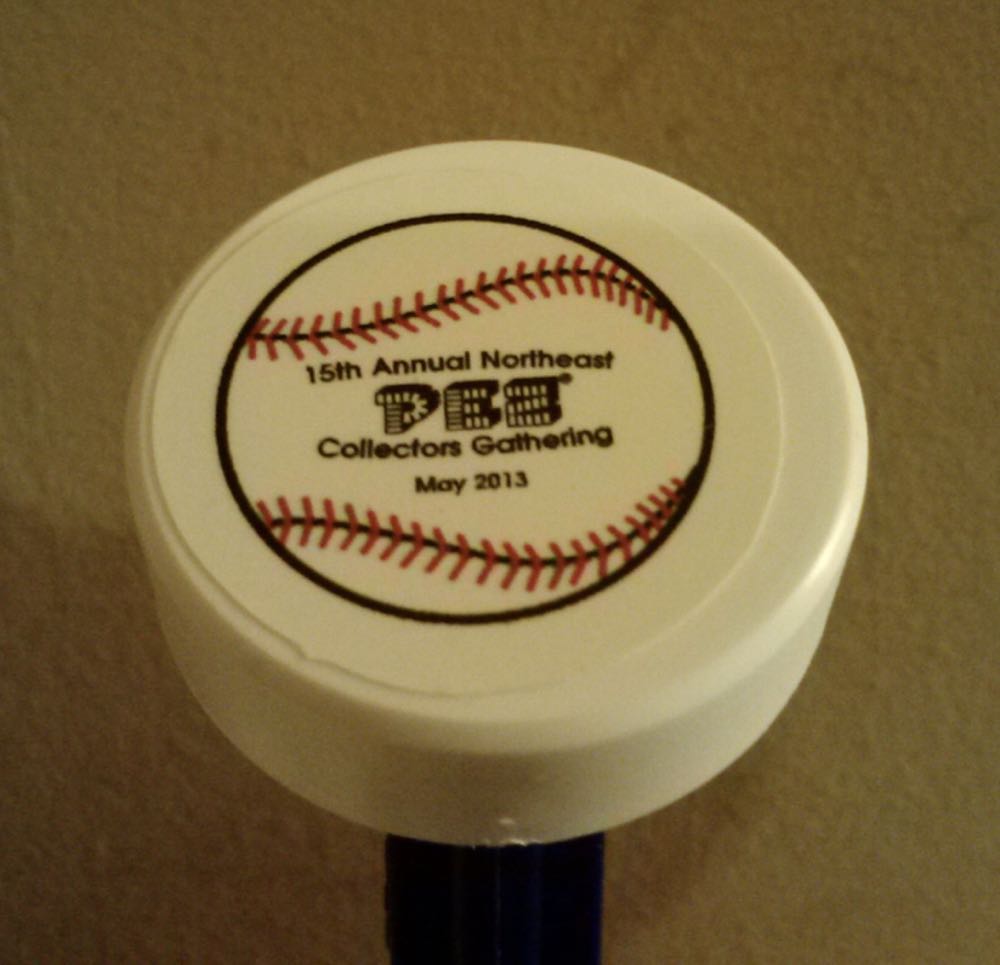 15th Annual Northeast
PEZ®
Collectors Gathering
May 2013